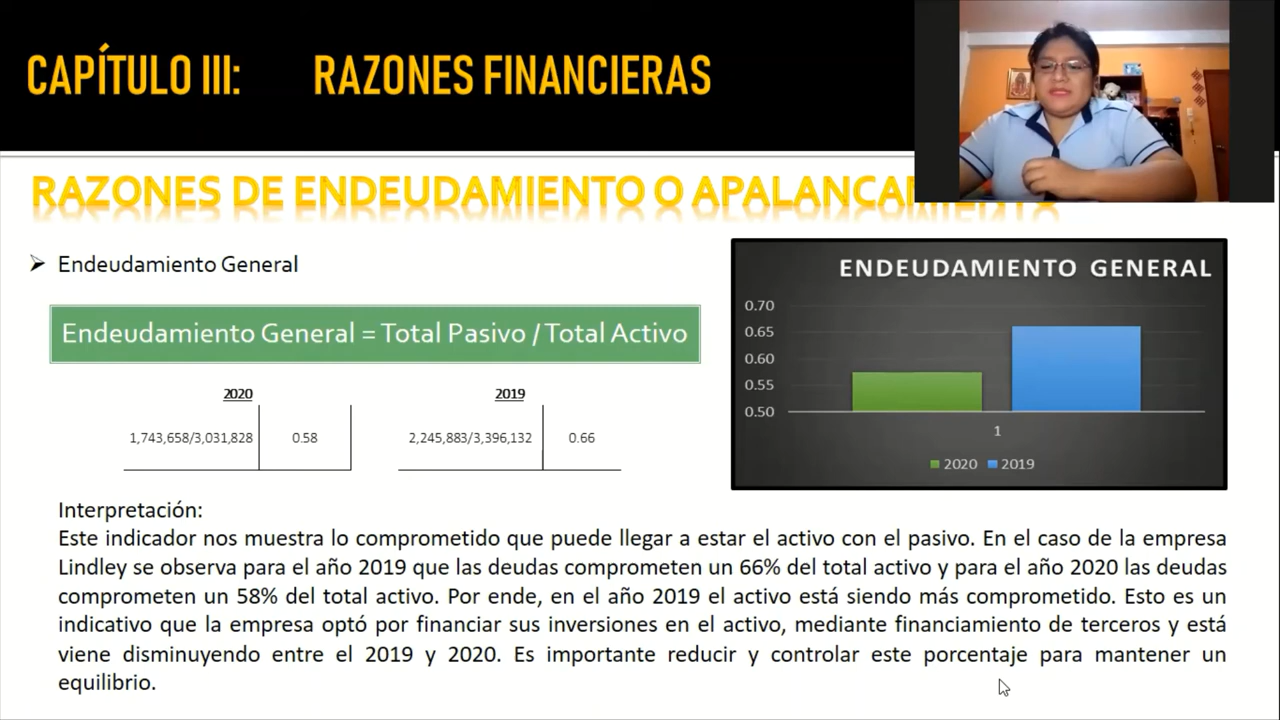 CAPÍTULO III: RAZONES FINANCIERAS
RAZONES DE ENDEUDAMIENTO O APALANCAMIENTO
➢ Endeudamiento General
Endeudamiento General = Total Pasivo / Total Activo
2020 2019
1,743,658/3,031,828 0.58 2,245,883/3,396,132 0.66
ENDEUDAMIENTO GENERAL
0.70
0.65
0.60
0.55
0.50
1
2020 2019
Interpretación:
Este indicador nos muestra lo comprometido que puede llegar a estar el activo con el pasivo. En el caso de la empresa
Lindley se observa para el año 2019 que las deudas comprometen un 66% del total activo y para el año 2020 las deudas
comprometen un 58% del total activo. Por ende, en el año 2019 el activo está siendo más comprometido. Esto es un
indicativo que la empresa optó por financiar sus inversiones en el activo, mediante financiamiento de terceros y está
viene disminuyendo entre el 2019 y 2020. Es importante reducir y controlar este porcentaje para mantener un
equilibrio.